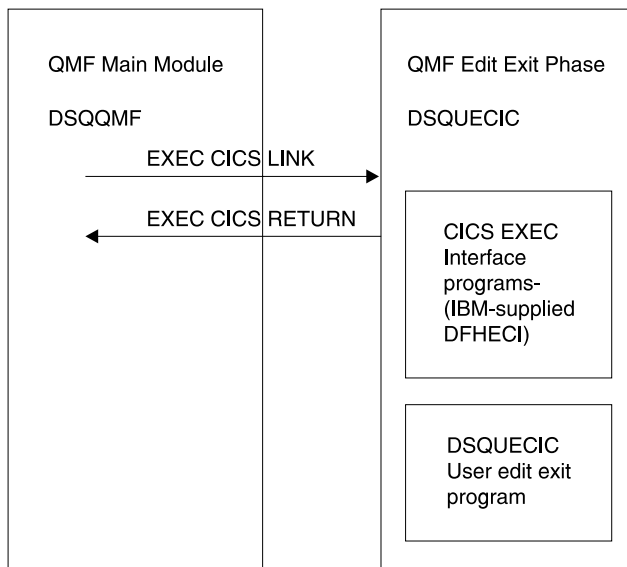 QMF Main Module
DSQQMF
QMF Edit Exit Phase
DSQUECIC
EXEC CICS LINK
EXEC CICS RETURN
CICS EXEC
Interface
programs-
(IBM-supplied
DFHECI)
DSQUECIC
User edit exit
program